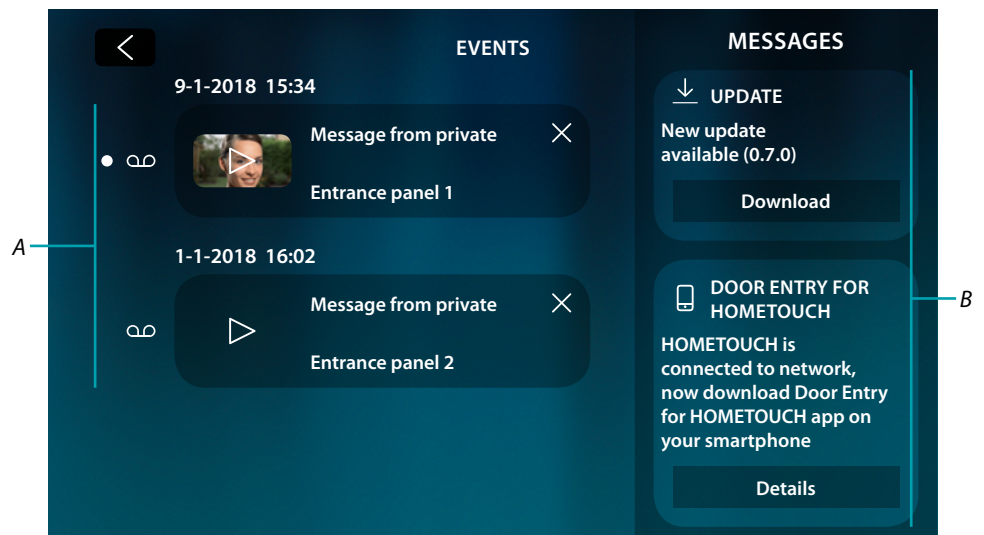 EVENTS
9-1-2018 15:34
Message from private
Entrance panel 1
1-1-2018 16:02
Message from private
Entrance panel 2
MESSAGES
UPDATE
New update
available (0.7.0)
Download
DOOR ENTRY FOR
HOMETOUCH
HOMETOUCH is
connected to network,
now download Door Entry
for HOMETOUCH app on
your smartphone
Details
A
B